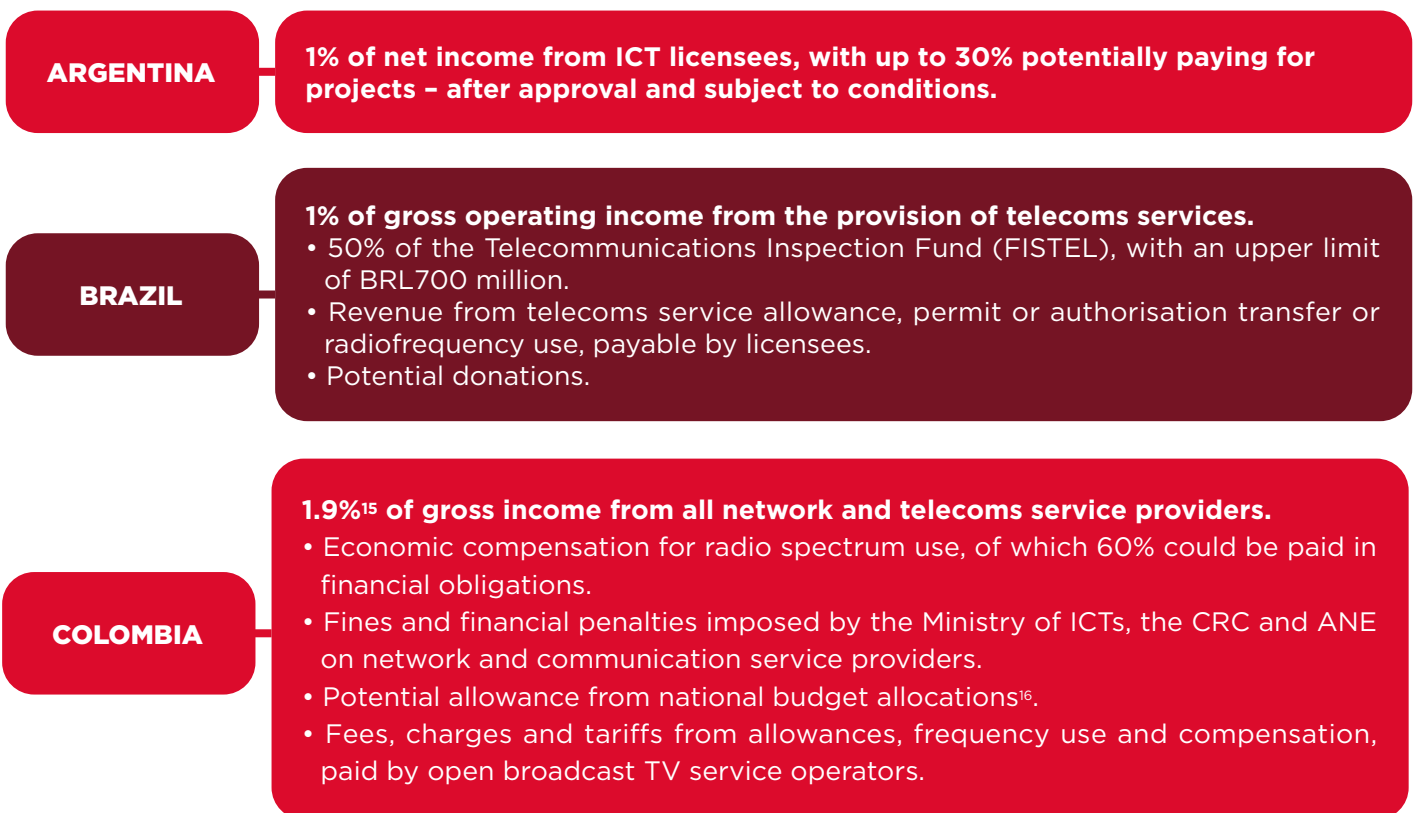 ARGENTINA
1% of net income from ICT licensees, with up to 30% potentially paying for
projects – after approval and subject to conditions.
BRAZIL
1% of gross operating income from the provision of telecoms services.
• 50% of the Telecommunications Inspection Fund (FISTEL), with an upper limit
of BRL700 million.
• Revenue from telecoms service allowance, permit or authorisation transfer or
radiofrequency use, payable by licensees.
• Potential donations.
COLOMBIA
1.9%¹⁵ of gross income from all network and telecoms service providers.
• Economic compensation for radio spectrum use, of which 60% could be paid in
financial obligations.
• Fines and financial penalties imposed by the Ministry of ICTs, the CRC and ANE
on network and communication service providers.
• Potential allowance from national budget allocations¹⁶.
• Fees, charges and tariffs from allowances, frequency use and compensation,
paid by open broadcast TV service operators.